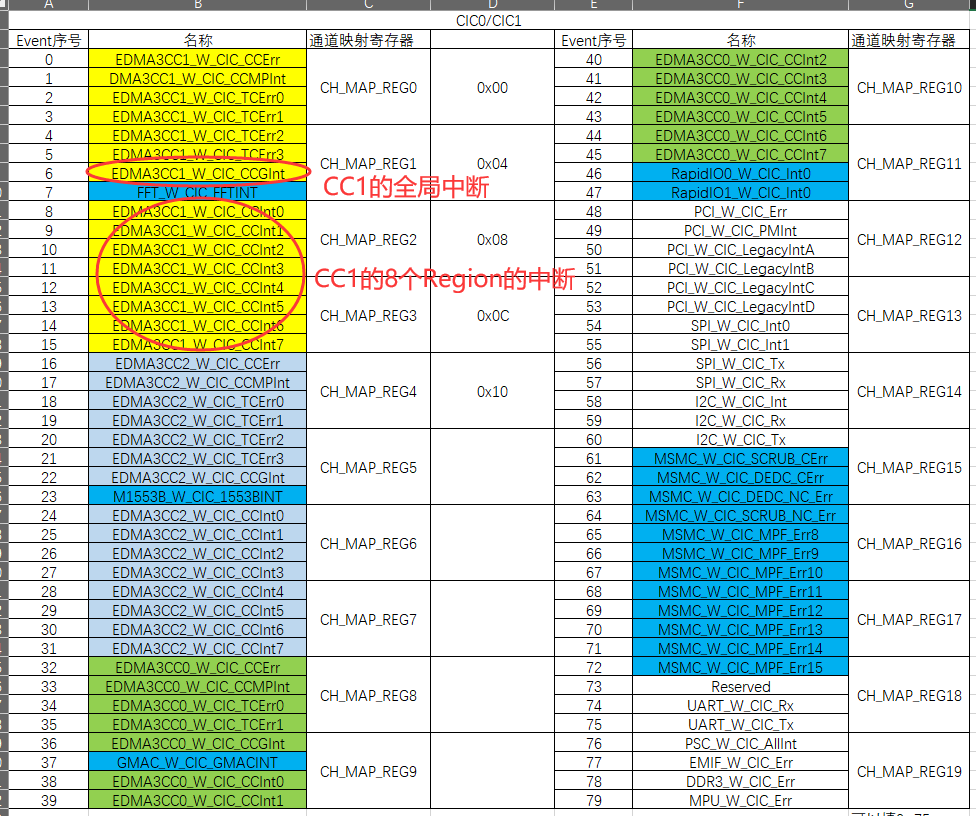 A B C D E F G
CIC0/CIC1
Event序号 名称 通道映射寄存器 Event序号 名称 通道映射寄存器
0 EDMA3CC1_W_CIC_CCErr 40 EDMA3CC0_W_CIC_CCInt2
1 DMA3CC1_W_CIC_CCMPInt 41 EDMA3CC0_W_CIC_CCInt3
CH_MAP_REG0 0x00 CH_MAP_REG10
2 EDMA3CC1_W_CIC_TCErr0 42 EDMA3CC0_W_CIC_CCInt4
3 EDMA3CC1_W_CIC_TCErr1 43 EDMA3CC0_W_CIC_CCInt5
4 EDMA3CC1_W_CIC_TCErr2 44 EDMA3CC0_W_CIC_CCInt6
5 EDMA3CC1_W_CIC_TCErr3 45 EDMA3CC0_W_CIC_CCInt7
CH_MAP_REG1 0x04 CH_MAP_REG11
6 EDMA3CC1_W_CIC_CCGInt 46 RapidIO0_W_CIC_Int0
CC1的全局中断
7 FFT_W_CIC_FFTINT 47 RapidIO1_W_CIC_Int0
8 EDMA3CC1_W_CIC_CCInt0 48 PCI_W_CIC_Err
9 EDMA3CC1_W_CIC_CCInt1 49 PCI_W_CIC_PMInt
CH_MAP_REG2 0x08 CH_MAP_REG12
10 EDMA3CC1_W_CIC_CCInt2 50 PCI_W_CIC_LegacyIntA
11 EDMA3CC1_W_CIC_CCInt3 51 PCI_W_CIC_LegacyIntB
CC1的8个Region的中断
12 EDMA3CC1_W_CIC_CCInt4 52 PCI_W_CIC_LegacyIntC
13 EDMA3CC1_W_CIC_CCInt5 53 PCI_W_CIC_LegacyIntD
CH_MAP_REG3 0x0C CH_MAP_REG13
14 EDMA3CC1_W_CIC_CCInt6 54 SPI_W_CIC_Int0
15 EDMA3CC1_W_CIC_CCInt7 55 SPI_W_CIC_Int1
16 EDMA3CC2_W_CIC_CCErr 56 SPI_W_CIC_Tx
17 EDMA3CC2_W_CIC_CCMPInt 57 SPI_W_CIC_Rx
CH_MAP_REG4 0x10 CH_MAP_REG14
18 EDMA3CC2_W_CIC_TCErr0 58 I2C_W_CIC_Int
19 EDMA3CC2_W_CIC_TCErr1 59 I2C_W_CIC_Rx
20 EDMA3CC2_W_CIC_TCErr2 60 I2C_W_CIC_Tx
21 EDMA3CC2_W_CIC_TCErr3 61 MSMC_W_CIC_SCRUB_CErr
CH_MAP_REG5 CH_MAP_REG15
22 EDMA3CC2_W_CIC_CCGInt 62 MSMC_W_CIC_DEDC_CErr
23 M1553B_W_CIC_1553BINT 63 MSMC_W_CIC_DEDC_NC_Err
24 EDMA3CC2_W_CIC_CCInt0 64 MSMC_W_CIC_SCRUB_NC_Err
25 EDMA3CC2_W_CIC_CCInt1 65 MSMC_W_CIC_MPF_Err8
CH_MAP_REG6 CH_MAP_REG16
26 EDMA3CC2_W_CIC_CCInt2 66 MSMC_W_CIC_MPF_Err9
27 EDMA3CC2_W_CIC_CCInt3 67 MSMC_W_CIC_MPF_Err10
28 EDMA3CC2_W_CIC_CCInt4 68 MSMC_W_CIC_MPF_Err11
29 EDMA3CC2_W_CIC_CCInt5 69 MSMC_W_CIC_MPF_Err12
CH_MAP_REG7 CH_MAP_REG17
30 EDMA3CC2_W_CIC_CCInt6 70 MSMC_W_CIC_MPF_Err13
31 EDMA3CC2_W_CIC_CCInt7 71 MSMC_W_CIC_MPF_Err14
32 EDMA3CC0_W_CIC_CCErr 72 MSMC_W_CIC_MPF_Err15
33 EDMA3CC0_W_CIC_CCMPInt 73 Reserved
CH_MAP_REG8 CH_MAP_REG18
34 EDMA3CC0_W_CIC_TCErr0 74 UART_W_CIC_Rx
35 EDMA3CC0_W_CIC_TCErr1 75 UART_W_CIC_Tx
36 EDMA3CC0_W_CIC_CCGInt 76 PSC_W_CIC_AllInt
37 GMAC_W_CIC_GMACINT 77 EMIF_W_CIC_Err
CH_MAP_REG9 CH_MAP_REG19
38 EDMA3CC0_W_CIC_CCInt0 78 DDR3_W_CIC_Err
39 EDMA3CC0_W_CIC_CCInt1 79 MPU_W_CIC_Err